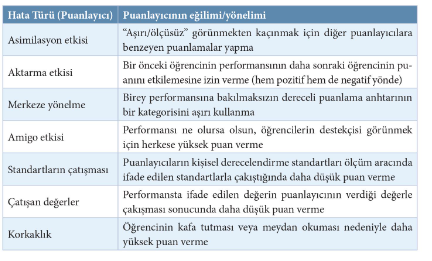 Hata Türü (Puanlayıcı)
Puanlayıcının eğilimi/yönelimi
Asimilasyon etkisi
"Aşırı/ölçüsüz" görünmekten kaçınmak için diğer puanlayıcılara
benzeyen puanlamalar yapma
Aktarma etkisi
Bir önceki öğrencinin performansının daha sonraki öğrencinin pu-
anını etkilemesine izin verme (hem pozitif hem de negatif yönde)
Merkeze yönelme
Birey performansına bakılmaksızın dereceli puanlama anhtarının
bir kategorisini aşırı kullanma
Amigo etkisi
Performansı ne olursa olsun, öğrencilerin destekçisi görünmek
için herkese yüksek puan verme
Standartların çatışması
Puanlayıcıların kişisel derecelendirme standartları ölçüm aracında
ifade edilen standartlarla çakıştığında daha düşük puan verme
Çatışan değerler
Performansta ifade edilen değerin puanlayıcının verdiği değerle
çakışması sonucunda daha düşük puan verme
Korkaklık
Öğrencinin kafa tutması veya meydan okuması nedeniyle daha
yüksek puan verme